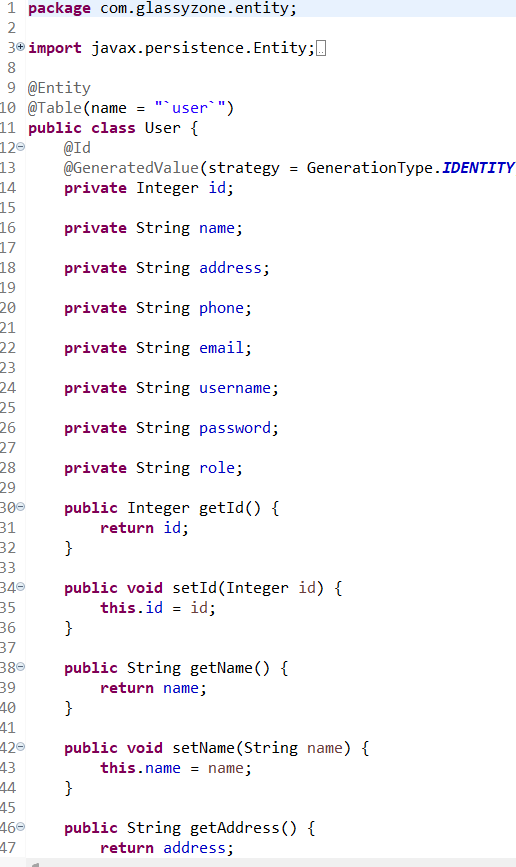 1 package com.glassyzone.entity;
2
3 import javax.persistence.Entity;
8
9 @Entity
10 @Table(name = "`user`")
11 public class User {
12 @Id
13 @GeneratedValue(strategy = GenerationType.IDENTITY
14 private Integer id;
15
16 private String name;
17
18 private String address;
19
20 private String phone;
21
22 private String email;
23
24 private String username;
25
26 private String password;
27
28 private String role;
29
30 public Integer getId() {
31 return id;
32 }
33
34 public void setId(Integer id) {
35 this.id = id;
36 }
37
38 public String getName() {
39 return name;
40 }
41
42 public void setName(String name) {
43 this.name = name;
44 }
45
46 public String getAddress() {
47 return address;